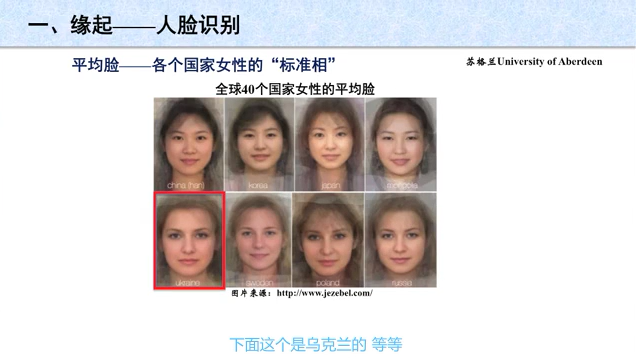 一、缘起——人脸识别
平均脸——各个国家女性的“标准相”
苏格兰University of Aberdeen
全球40个国家女性的平均脸
china (han)
korea
japan
mongolia
ukraine
sweden
poland
russia
图片来源：http://www.jezebel.com/
下面这个是乌克兰的 等等